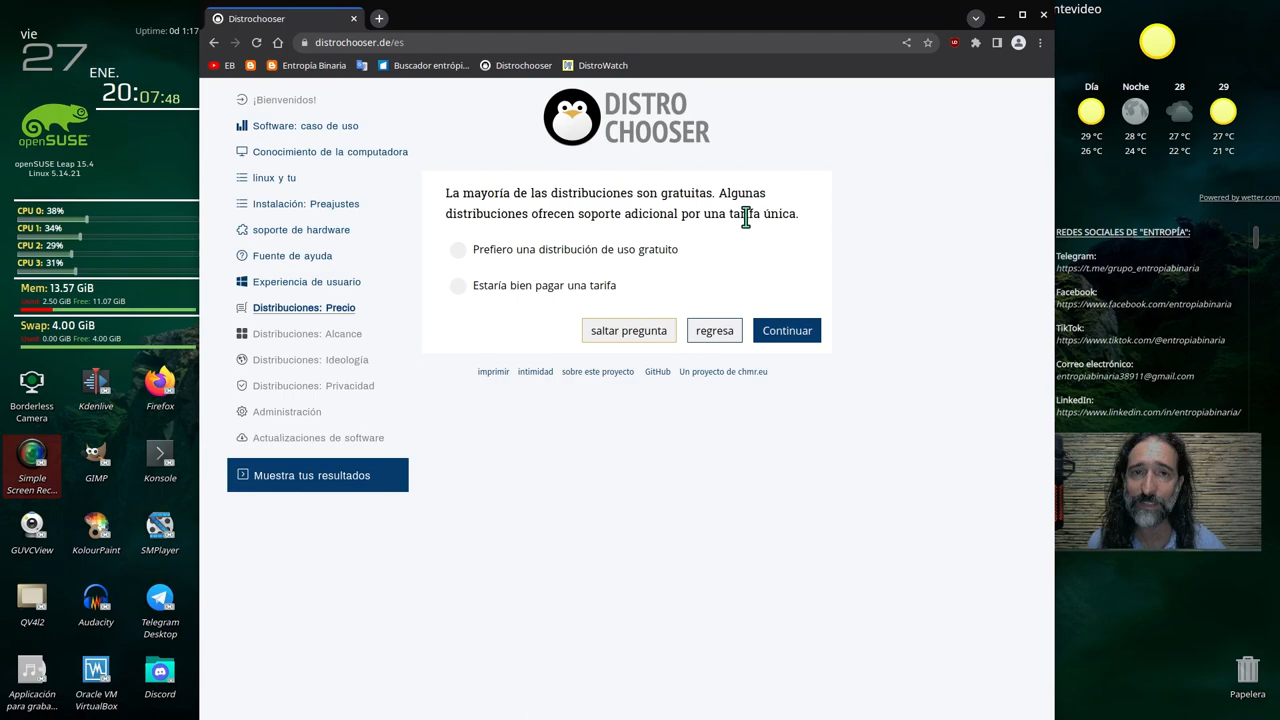 vie
27
ENE.
20:07:48
Uptime: 0d 1:17
openSUSE
openSUSE Leap 15.4
Linux 5.14.21
CPU 0: 38%
CPU 1: 34%
CPU 2: 29%
CPU 3: 31%
Mem: 13.57 GiB
Used: 2.50 GiB Free: 11.07 GiB
Swap: 4.00 GiB
Used: 0.00 GiB Free: 4.00 GiB
Borderless Camera
Kdenlive
Firefox
Simple Screen Rec...
GIMP
Konsole
GUVCView
KolourPaint
SMPlayer
QV4l2
Audacity
Telegram Desktop
Aplicación para graba...
Oracle VM VirtualBox
Discord
Distrochooser
distrochooser.de/es
EB
Entropía Binaria
Buscador entrópi...
Distrochooser
DistroWatch
¡Bienvenidos!
Software: caso de uso
Conocimiento de la computadora
linux y tu
Instalación: Preajustes
soporte de hardware
Fuente de ayuda
Experiencia de usuario
Distribuciones: Precio
Distribuciones: Alcance
Distribuciones: Ideología
Distribuciones: Privacidad
Administración
Actualizaciones de software
Muestra tus resultados
DISTRO
CHOOSER
La mayoría de las distribuciones son gratuitas. Algunas
distribuciones ofrecen soporte adicional por una tarifa única.
Prefiero una distribución de uso gratuito
Estaría bien pagar una tarifa
saltar pregunta
regresa
Continuar
imprimir intimidad sobre este proyecto GitHub Un proyecto de chmr.eu
ntevideo
Día Noche 28 29
29 °C 28 °C 27 °C 27 °C
26 °C 24 °C 22 °C 21 °C
Powered by wetter.com
REDES SOCIALES DE "ENTROPÍA":
Telegram:
https://t.me/grupo_entropiabinaria
Facebook:
https://www.facebook.com/entropiabinaria
TikTok:
https://www.tiktok.com/@entropiabinaria
Correo electrónico:
entropiabinaria38911@gmail.com
LinkedIn:
https://www.linkedin.com/in/entropiabinaria/
Papelera